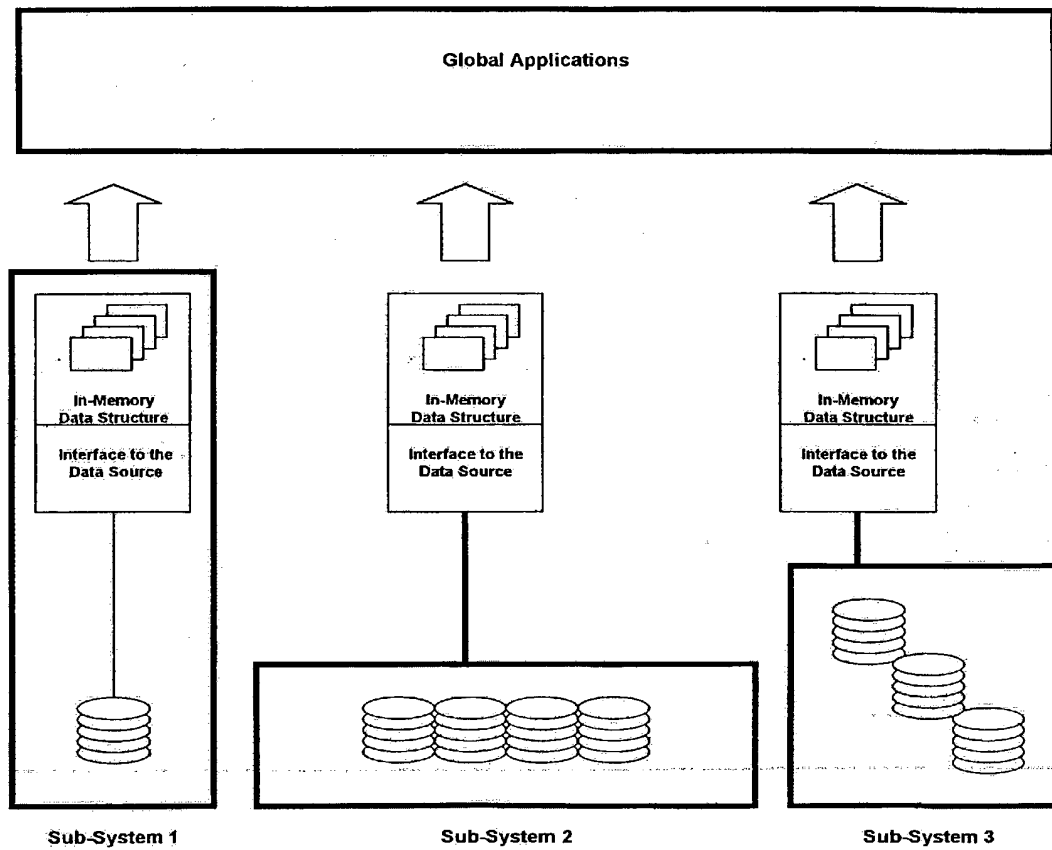 Global Applications
In-Memory
Data Structure
Interface to the
Data Source
In-Memory
Data Structure
Interface to the
Data Source
In-Memory
Data Structure
Interface to the
Data Source
Sub-System 1
Sub-System 2
Sub-System 3